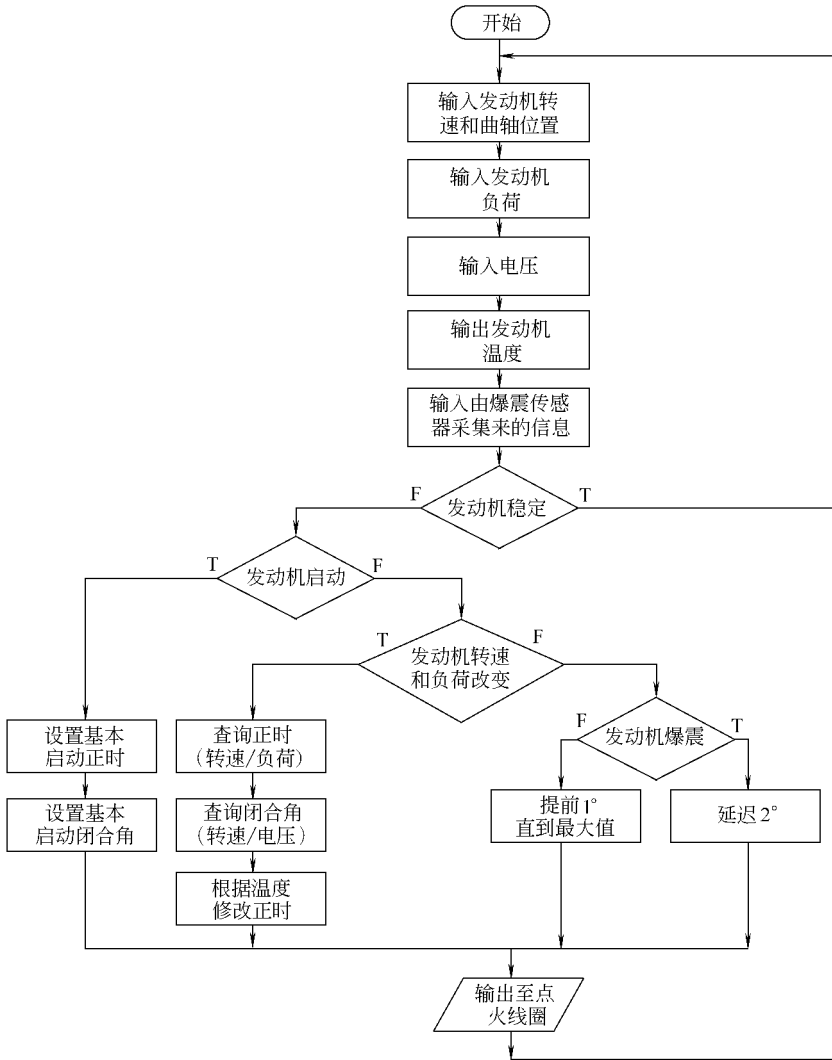 开始
输入发动机转
速和曲轴位置
输入发动机
负荷
输入电压
输出发动机
温度
输入由爆震传感
器采集来的信息
F
发动机稳定
T
T
发动机启动
F
T
发动机转速
和负荷改变
F
F
发动机爆震
T
设置基本
启动正时
查询正时
(转速/负荷)
设置基本
启动闭合角
查询闭合角
(转速/电压)
提前1°
直到最大值
延迟2°
根据温度
修改正时
输出至点
火线圈